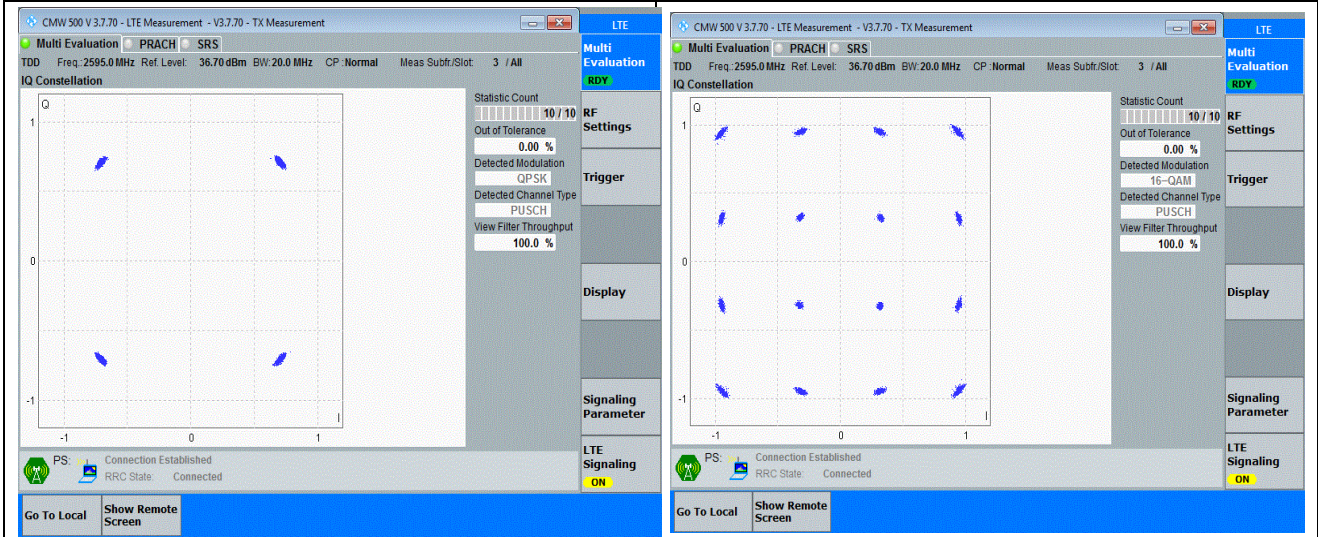 CMW 500 V 3.7.70 - LTE Measurement - V3.7.70 - TX Measurement
LTE
Multi Evaluation PRACH SRS
Multi
Evaluation
RDY
TDD Freq.: 2595.0 MHz Ref. Level: 36.70 dBm BW: 20.0 MHz CP : Normal Meas Subfr./Slot: 3 / All
IQ Constellation
Q
1
0
-1
-1 0 1
I
Statistic Count
10 / 10
Out of Tolerance
0.00 %
Detected Modulation
QPSK
Detected Channel Type
PUSCH
View Filter Throughput
100.0 %
RF
Settings
Trigger
Display
Signaling
Parameter
LTE
Signaling
ON
PS: Connection Established
RRC State: Connected
Go To Local
Show Remote
Screen
CMW 500 V 3.7.70 - LTE Measurement - V3.7.70 - TX Measurement
LTE
Multi Evaluation PRACH SRS
Multi
Evaluation
RDY
TDD Freq.: 2595.0 MHz Ref. Level: 36.70 dBm BW: 20.0 MHz CP : Normal Meas Subfr./Slot: 3 / All
IQ Constellation
Q
1
0
-1
-1 0 1
I
Statistic Count
10 / 10
Out of Tolerance
0.00 %
Detected Modulation
16-QAM
Detected Channel Type
PUSCH
View Filter Throughput
100.0 %
RF
Settings
Trigger
Display
Signaling
Parameter
LTE
Signaling
ON
PS: Connection Established
RRC State: Connected
Go To Local
Show Remote
Screen